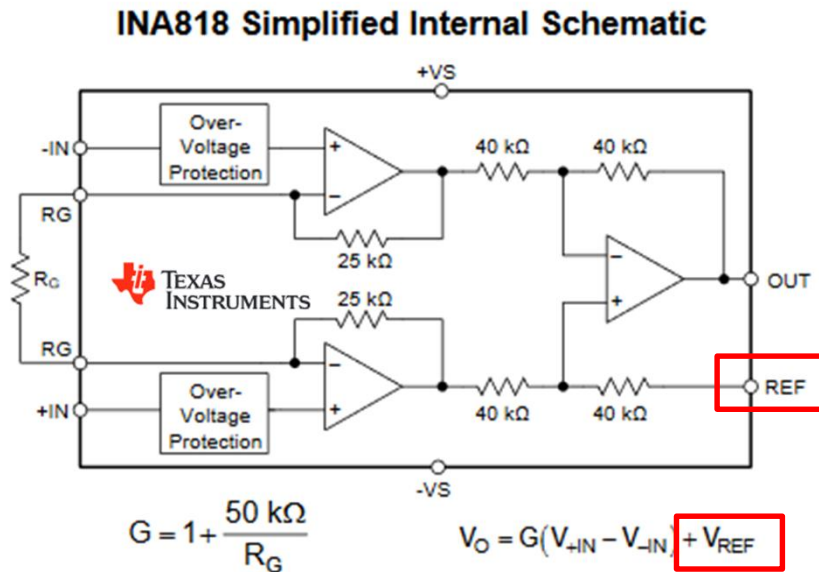 INA818 Simplified Internal Schematic
+VS
Over-
Voltage
Protection
-IN
+
−
40 kΩ
40 kΩ
RG
25 kΩ
RG
TEXAS
INSTRUMENTS
−
+
OUT
25 kΩ
RG
−
+
REF
+IN
Over-
Voltage
Protection
40 kΩ
40 kΩ
-VS
G = 1 + 50 kΩ / RG
VO = G(V+IN − V−IN) + VREF